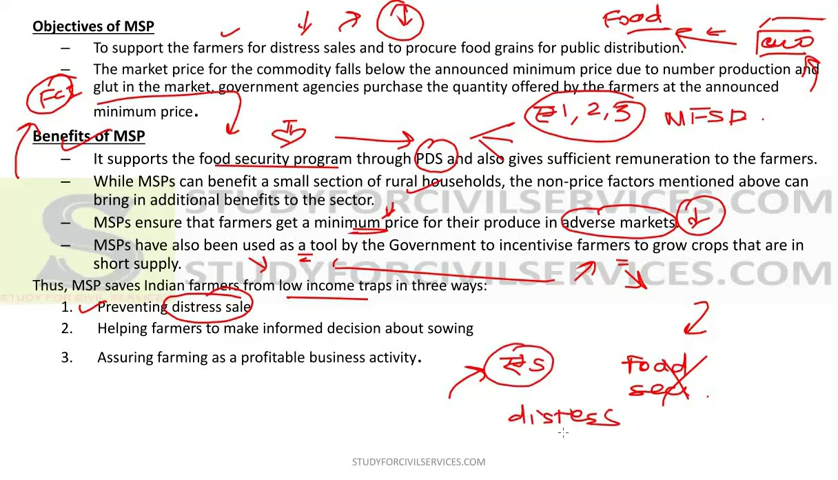 Objectives of MSP
Food
– To support the farmers for distress sales and to procure food grains for public distribution.
– The market price for the commodity falls below the announced minimum price due to number production and
glut in the market, government agencies purchase the quantity offered by the farmers at the announced
minimum price.
FCI
₹1, 2, 3
NFSA
Benefits of MSP
– It supports the food security program through PDS and also gives sufficient remuneration to the farmers.
– While MSPs can benefit a small section of rural households, the non-price factors mentioned above can
bring in additional benefits to the sector.
STUDYFORCIVILSERVICES.COM
– MSPs ensure that farmers get a minimum price for their produce in adverse markets.
– MSPs have also been used as a tool by the Government to incentivise farmers to grow crops that are in
short supply.
STUDYFORCIVILSERVICES.COM
Thus, MSP saves Indian farmers from low income traps in three ways:
STUDY FOR CIVIL SERVICES
1. Preventing distress sale
2. Helping farmers to make informed decision about sowing
3. Assuring farming as a profitable business activity.
₹5
Food
distress
STUDYFORCIVILSERVICES.COM